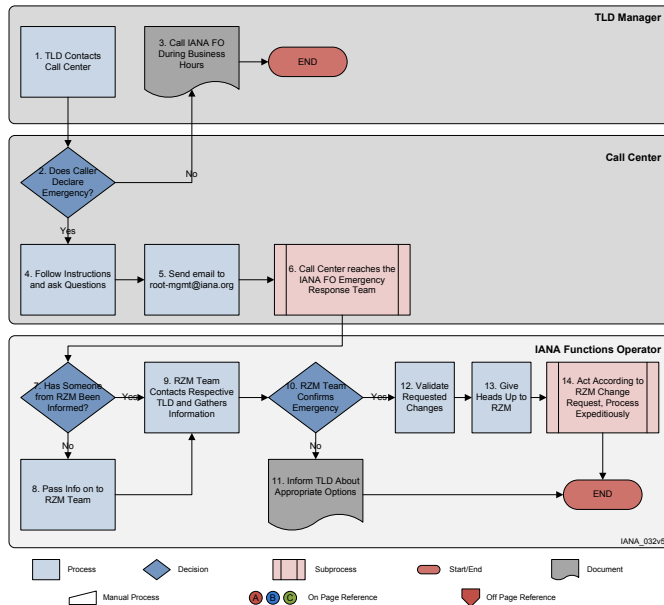 TLD Manager
1. TLD Contacts
Call Center
3. Call IANA FO
During Business
Hours
END
Call Center
2. Does Caller
Declare
Emergency?
No
Yes
4. Follow Instructions
and ask Questions
5. Send email to
root-mgmt@iana.org
6. Call Center reaches the
IANA FO Emergency
Response Team
IANA Functions Operator
7. Has Someone
from RZM Been
Informed?
Yes
9. RZM Team
Contacts Respective
TLD and Gathers
Information
10. RZM Team
Confirms
Emergency
Yes
12. Validate
Requested
Changes
13. Give
Heads Up to
RZM
14. Act According to
RZM Change
Request, Process
Expeditiously
No
No
8. Pass Info on to
RZM Team
11. Inform TLD About
Appropriate Options
END
IANA_032v5
Process
Decision
Subprocess
Start/End
Document
Manual Process
A B C
On Page Reference
Off Page Reference